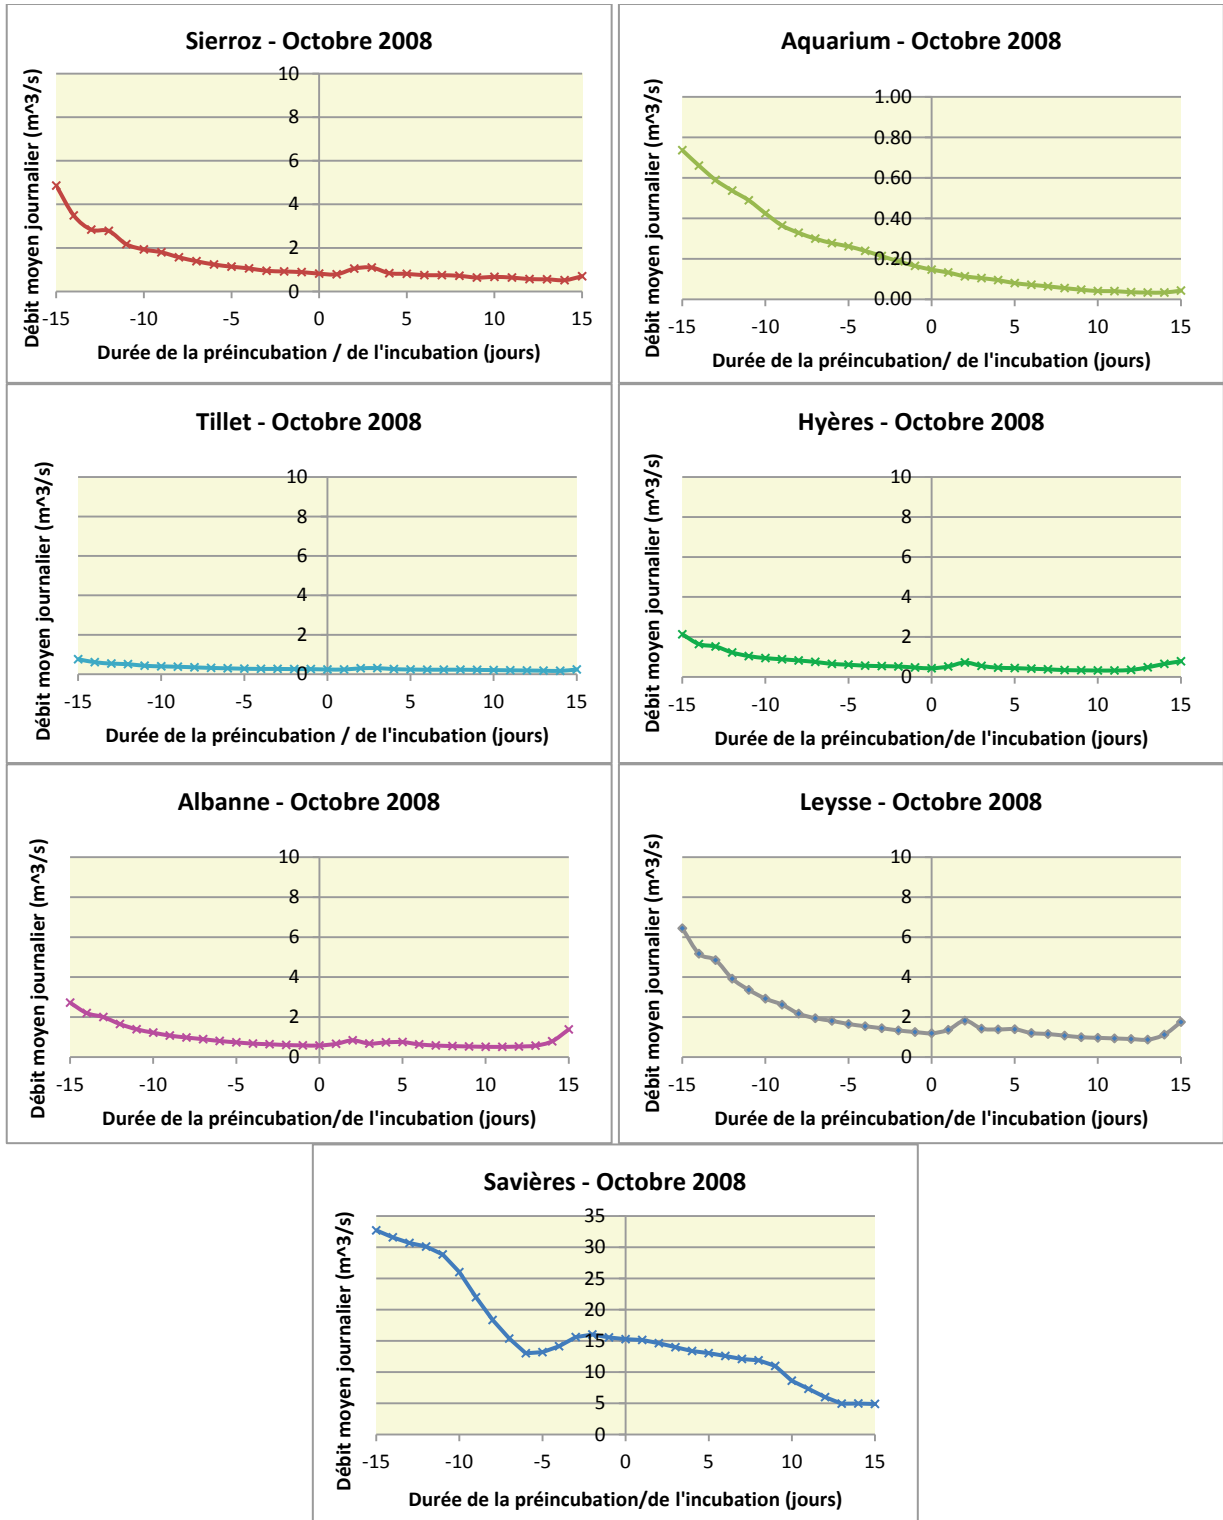 Sierroz - Octobre 2008
Débit moyen journalier (m^3/s)
10
8
6
4
2
0
-15 -10 -5 0 5 10 15
Durée de la préincubation / de l'incubation (jours)
Aquarium - Octobre 2008
Débit moyen journalier (m^3/s)
1.00
0.80
0.60
0.40
0.20
0.00
-15 -10 -5 0 5 10 15
Durée de la préincubation/ de l'incubation (jours)
Tillet - Octobre 2008
Débit moyen journalier (m^3/s)
10
8
6
4
2
0
-15 -10 -5 0 5 10 15
Durée de la préincubation / de l'incubation (jours)
Hyères - Octobre 2008
Débit moyen journalier (m^3/s)
10
8
6
4
2
0
-15 -10 -5 0 5 10 15
Durée de la préincubation/de l'incubation (jours)
Albanne - Octobre 2008
Débit moyen journalier (m^3/s)
10
8
6
4
2
0
-15 -10 -5 0 5 10 15
Durée de la préincubation/de l'incubation (jours)
Leysse - Octobre 2008
Débit moyen journalier (m^3/s)
10
8
6
4
2
0
-15 -10 -5 0 5 10 15
Durée de la préincubation/de l'incubation (jours)
Savières - Octobre 2008
Débit moyen journalier (m^3/s)
35
30
25
20
15
10
5
0
-15 -10 -5 0 5 10 15
Durée de la préincubation/de l'incubation (jours)